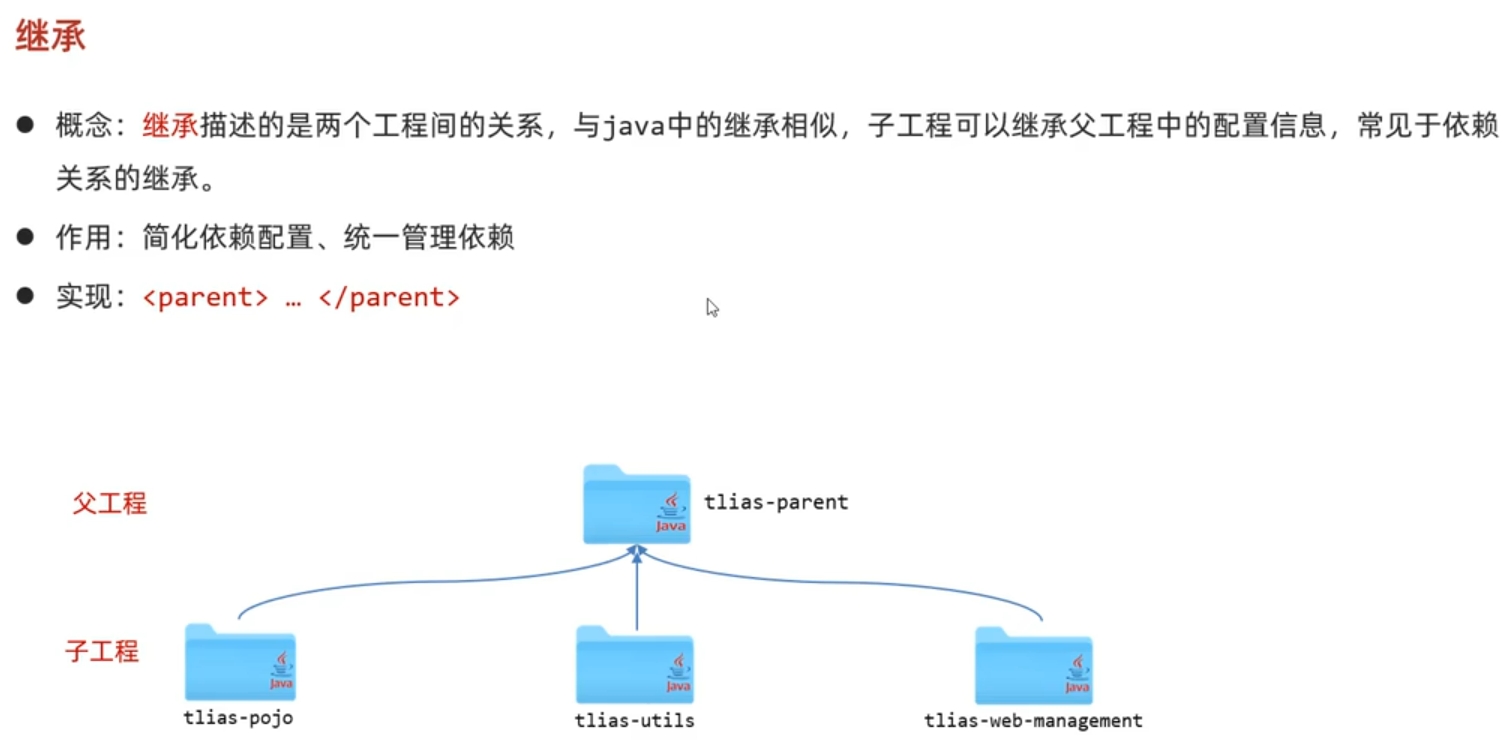 继承
● 概念：继承描述的是两个工程间的关系，与java中的继承相似，子工程可以继承父工程中的配置信息，常见于依赖
关系的继承。
● 作用：简化依赖配置、统一管理依赖
● 实现：<parent> … </parent>
父工程
Java
tlias-parent
子工程
Java
Java
Java
tlias-pojo
tlias-utils
tlias-web-management